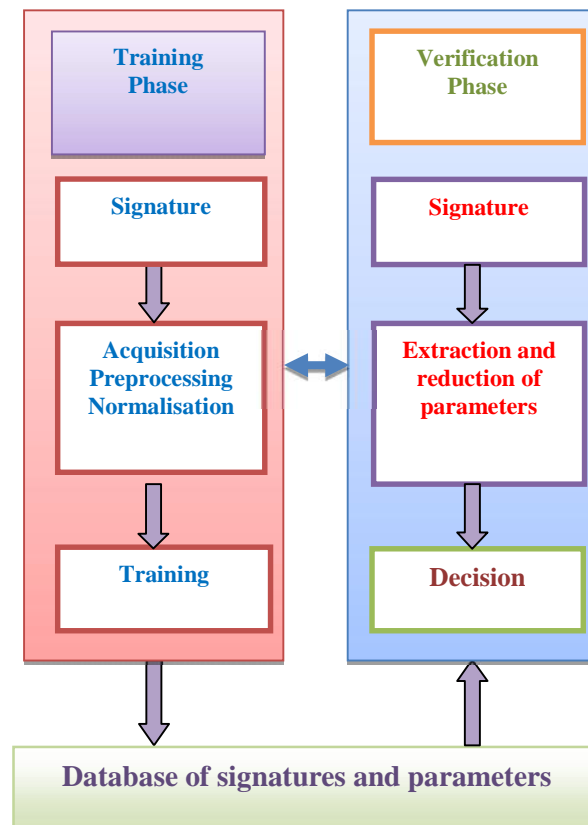 Training
Phase
Signature
Acquisition
Preprocessing
Normalisation
Training
Verification
Phase
Signature
Extraction and
reduction of
parameters
Decision
Database of signatures and parameters